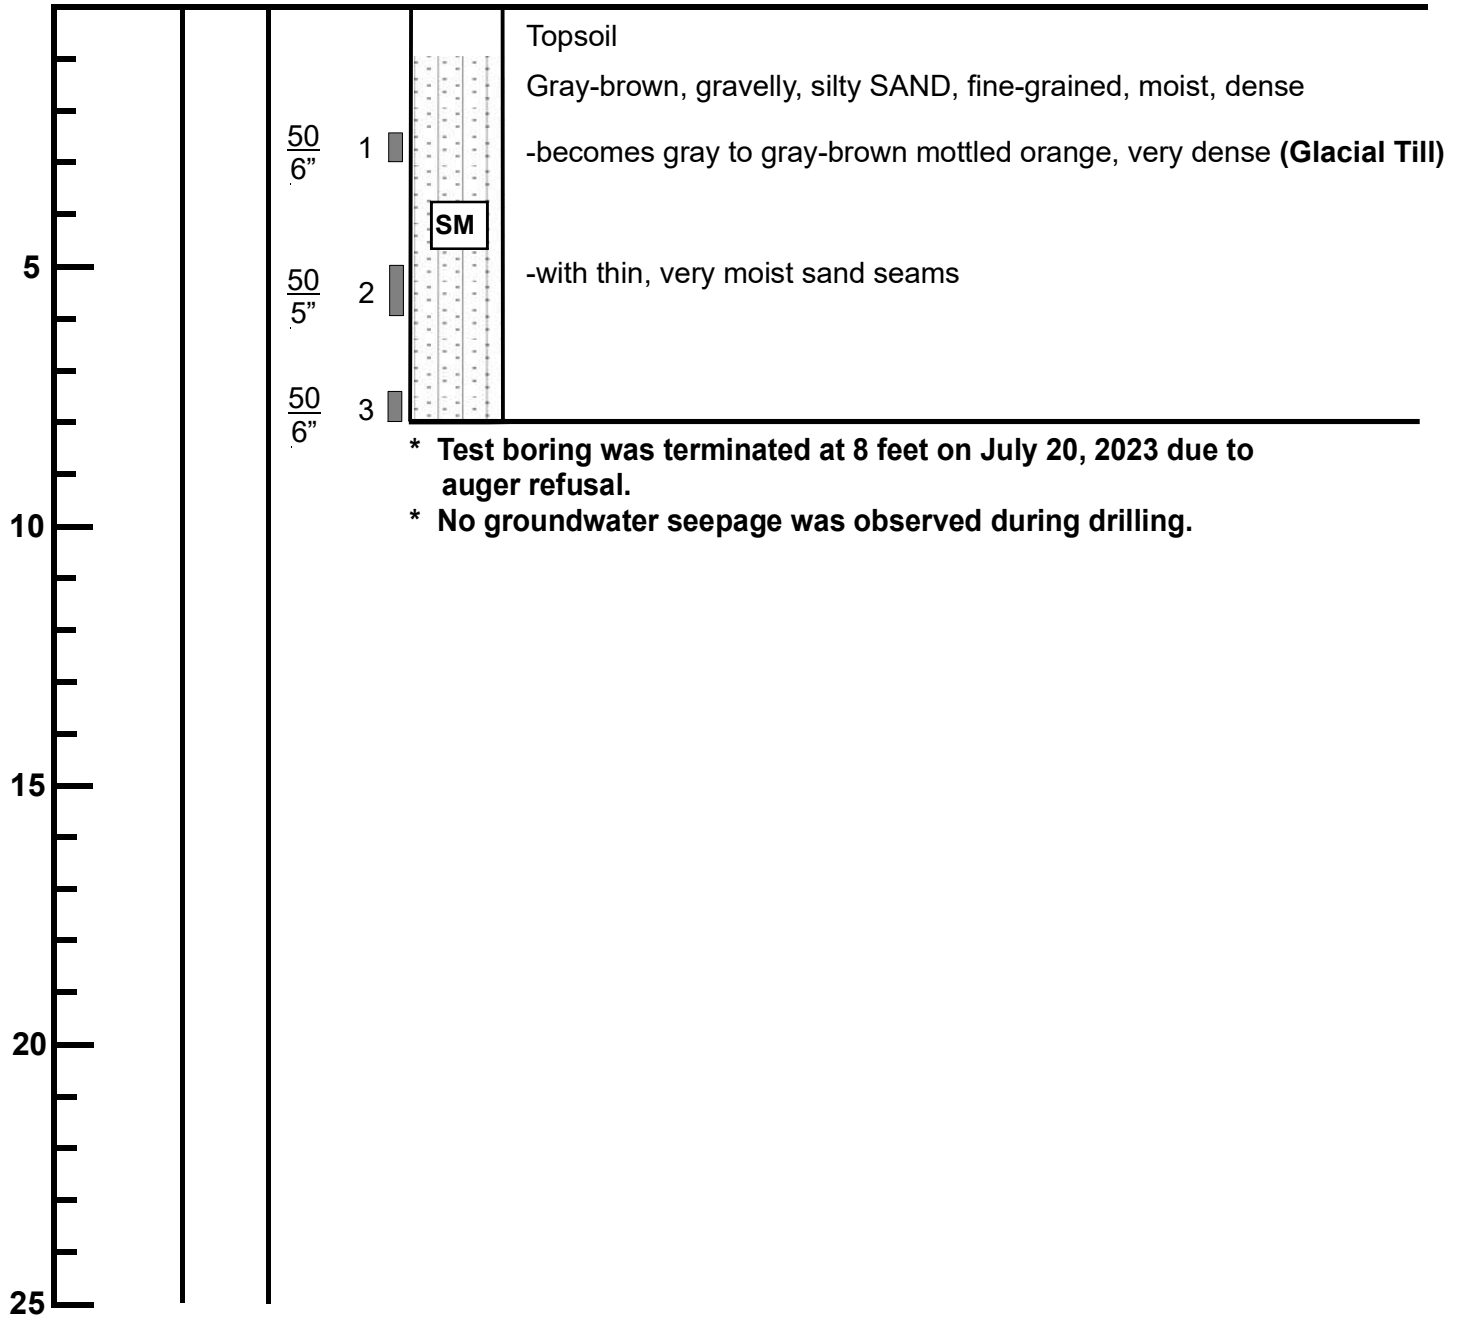 Topsoil
Gray-brown, gravelly, silty SAND, fine-grained, moist, dense
50
6”
1
-becomes gray to gray-brown mottled orange, very dense (Glacial Till)
SM
5
50
5”
2
-with thin, very moist sand seams
50
6”
3
* Test boring was terminated at 8 feet on July 20, 2023 due to
auger refusal.
* No groundwater seepage was observed during drilling.
10
15
20
25